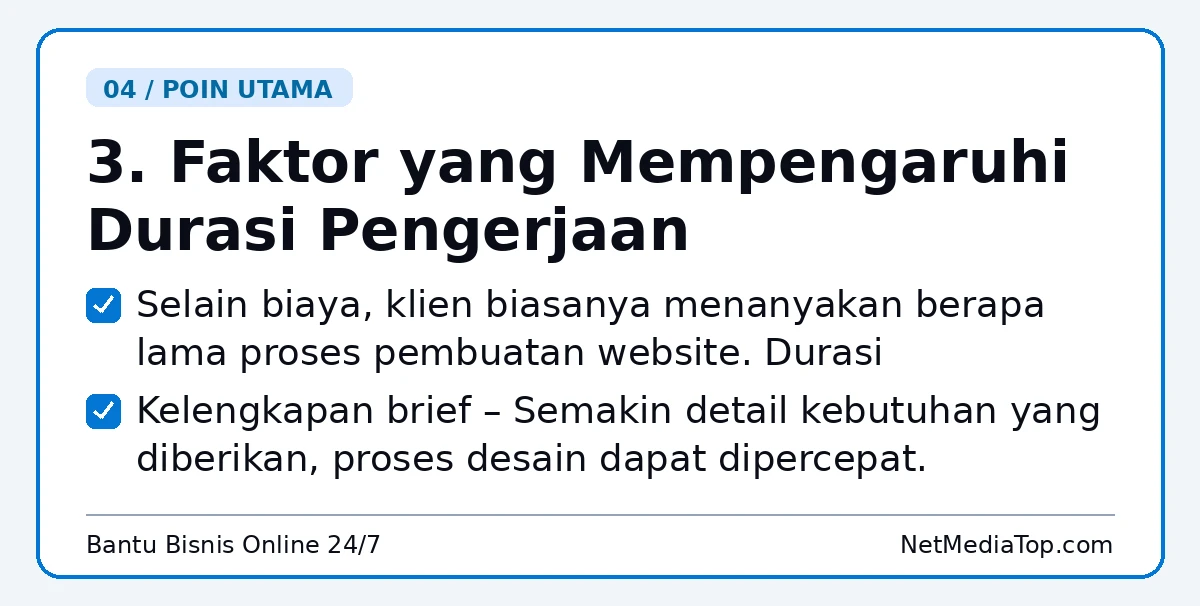 04 / POIN UTAMA
3. Faktor yang Mempengaruhi
Durasi Pengerjaan
Selain biaya, klien biasanya menanyakan berapa
lama proses pembuatan website. Durasi
Kelengkapan brief – Semakin detail kebutuhan yang
diberikan, proses desain dapat dipercepat.
Bantu Bisnis Online 24/7
NetMediaTop.com